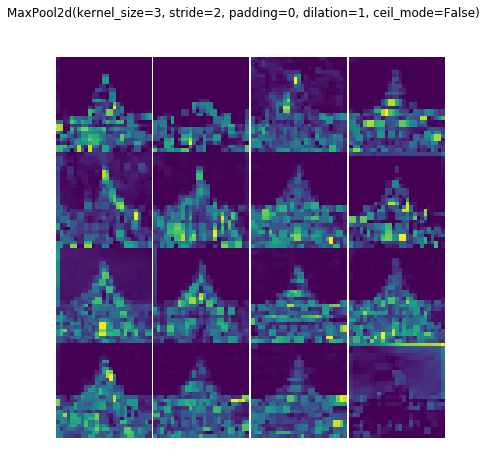 MaxPool2d(kernel_size=3, stride=2, padding=0, dilation=1, ceil_mode=False)